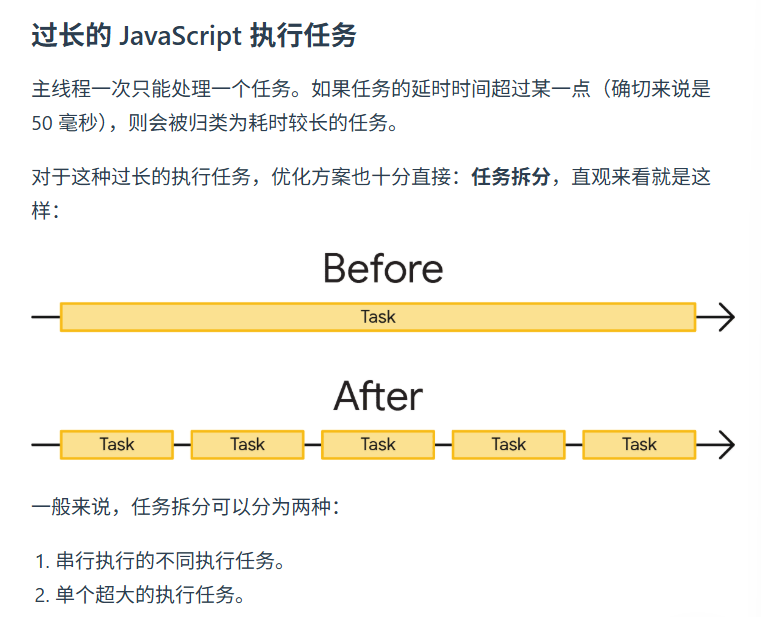 过长的 JavaScript 执行任务
主线程一次只能处理一个任务。如果任务的延时时间超过某一点（确切来说是
50 毫秒），则会被归类为耗时较长的任务。
对于这种过长的执行任务，优化方案也十分直接：任务拆分，直观来看就是这
样：
Before
Task
After
Task Task Task Task Task
一般来说，任务拆分可以分为两种：
1. 串行执行的不同执行任务。
2. 单个超大的执行任务。